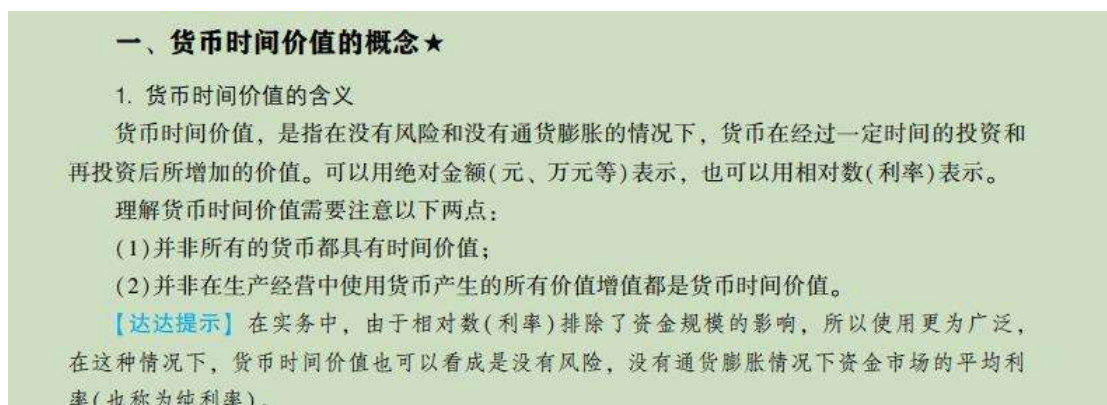 一、货币时间价值的概念★
1. 货币时间价值的含义
货币时间价值，是指在没有风险和没有通货膨胀的情况下，货币在经过一定时间的投资和
再投资后所增加的价值。可以用绝对金额(元、万元等)表示，也可以用相对数(利率)表示。
理解货币时间价值需要注意以下两点：
(1)并非所有的货币都具有时间价值；
(2)并非在生产经营中使用货币产生的所有价值增值都是货币时间价值。
【达达提示】在实务中，由于相对数(利率)排除了资金规模的影响，所以使用更为广泛，
在这种情况下，货币时间价值也可以看成是没有风险，没有通货膨胀情况下资金市场的平均利
率(也称为纯利率)。